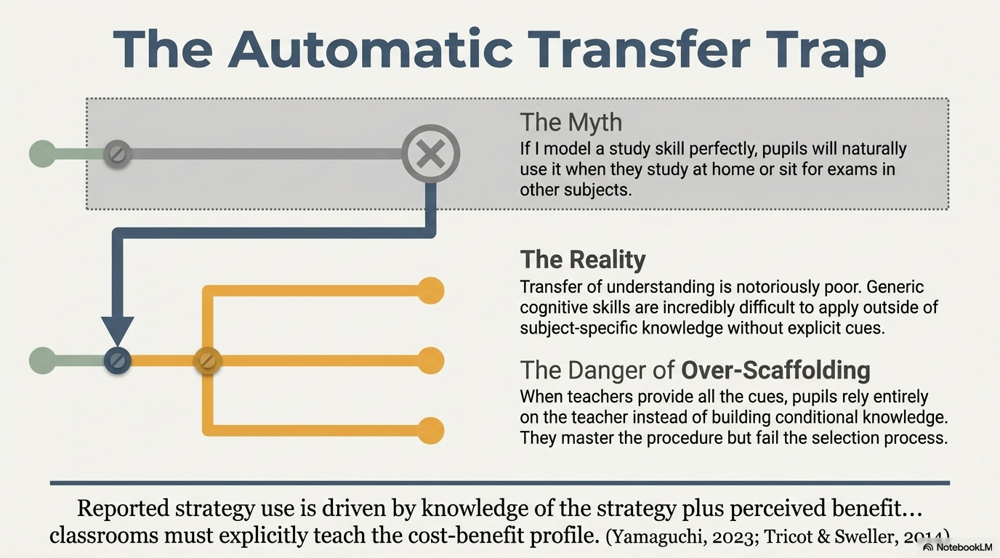 The Automatic Transfer Trap
The Myth
If I model a study skill perfectly, pupils will naturally
use it when they study at home or sit for exams in
other subjects.
The Reality
Transfer of understanding is notoriously poor. Generic
cognitive skills are incredibly difficult to apply outside of
subject-specific knowledge without explicit cues.
The Danger of Over-Scaffolding
When teachers provide all the cues, pupils rely entirely
on the teacher instead of building conditional knowledge.
They master the procedure but fail the selection process.
Reported strategy use is driven by knowledge of the strategy plus perceived benefit…
classrooms must explicitly teach the cost-benefit profile. (Yamaguchi, 2023; Tricot & Sweller, 2014)
NotebookLM